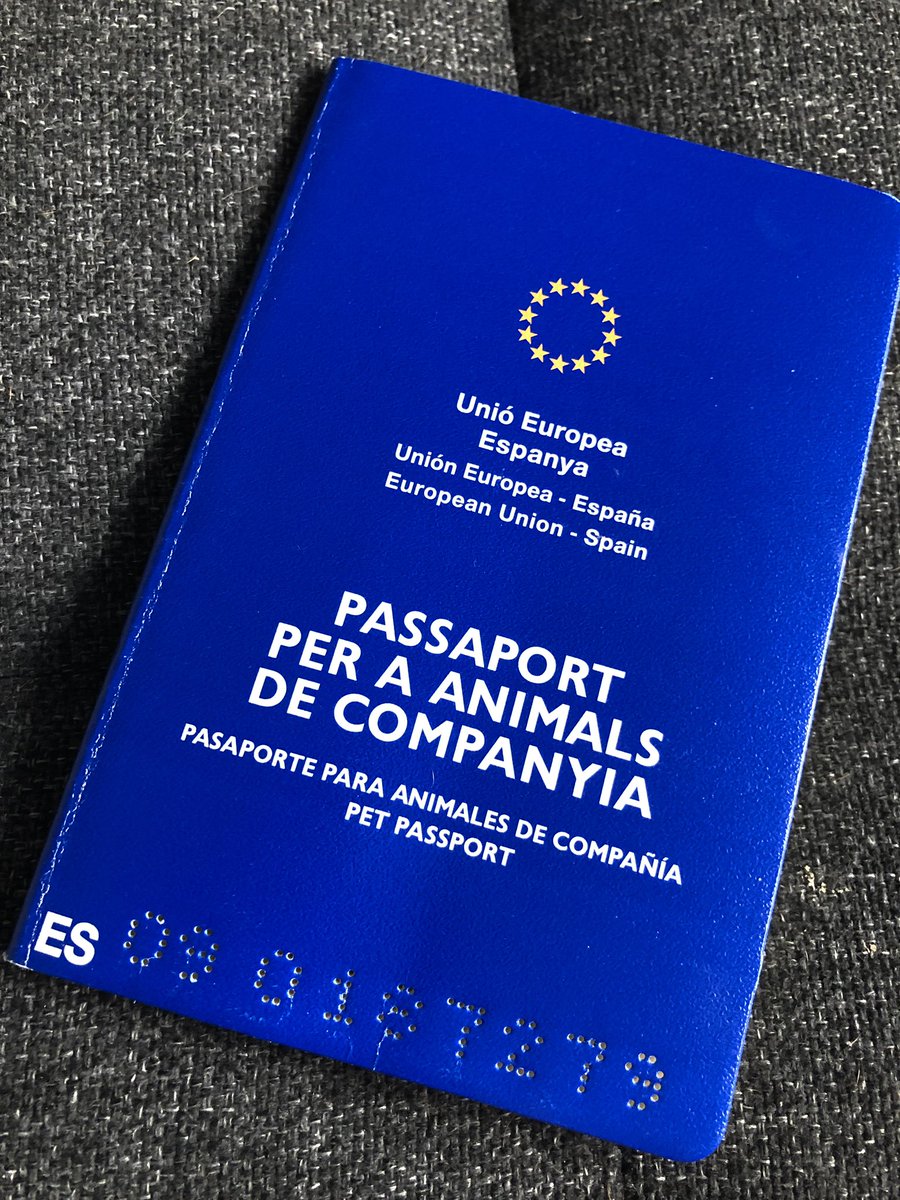 Unió Europea
Espanya
Unión Europea - España
European Union - Spain
PASSAPORT
PER A ANIMALS
DE COMPANYIA
PASAPORTE PARA ANIMALES DE COMPAÑÍA
PET PASSPORT
ES